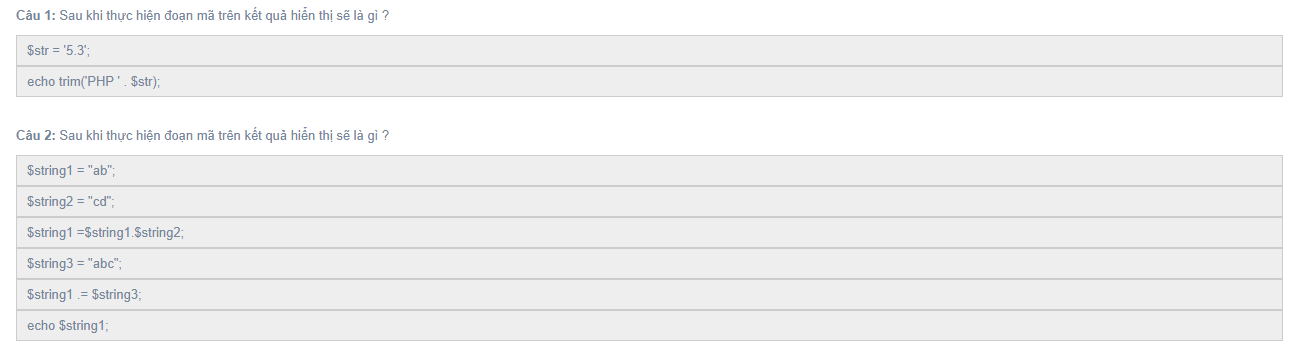 Câu 1: Sau khi thực hiện đoạn mã trên kết quả hiển thị sẽ là gì ?
$str = '5.3';
echo trim('PHP ' . $str);
Câu 2: Sau khi thực hiện đoạn mã trên kết quả hiển thị sẽ là gì ?
$string1 = "ab";
$string2 = "cd";
$string1 =$string1.$string2;
$string3 = "abc";
$string1 .= $string3;
echo $string1;